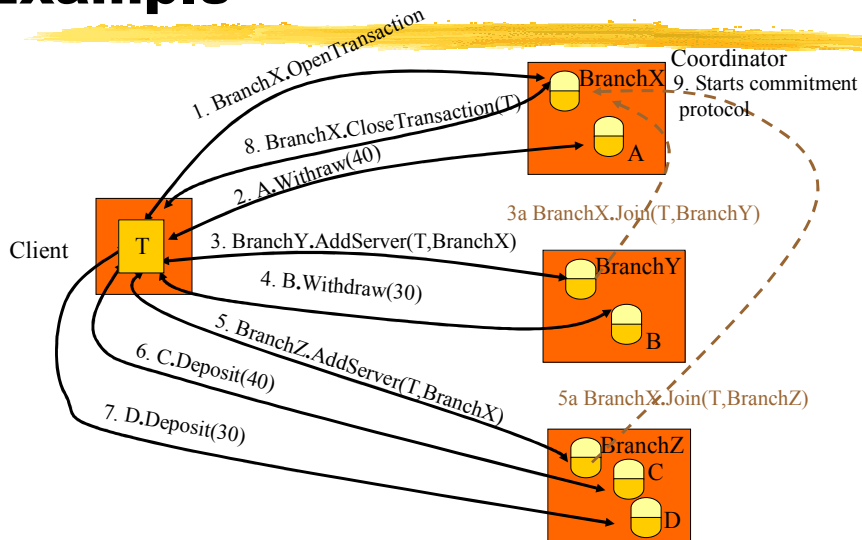 1. BranchX.OpenTransaction
Coordinator
BranchX
9. Starts commitment
protocol
8. BranchX.CloseTransaction(T)
A
2. A.Withraw(40)
3a BranchX.Join(T,BranchY)
Client
T
3. BranchY.AddServer(T,BranchX)
BranchY
4. B.Withdraw(30)
B
5. BranchZ.AddServer(T,BranchX)
6. C.Deposit(40)
5a BranchX.Join(T,BranchZ)
7. D.Deposit(30)
BranchZ
C
D